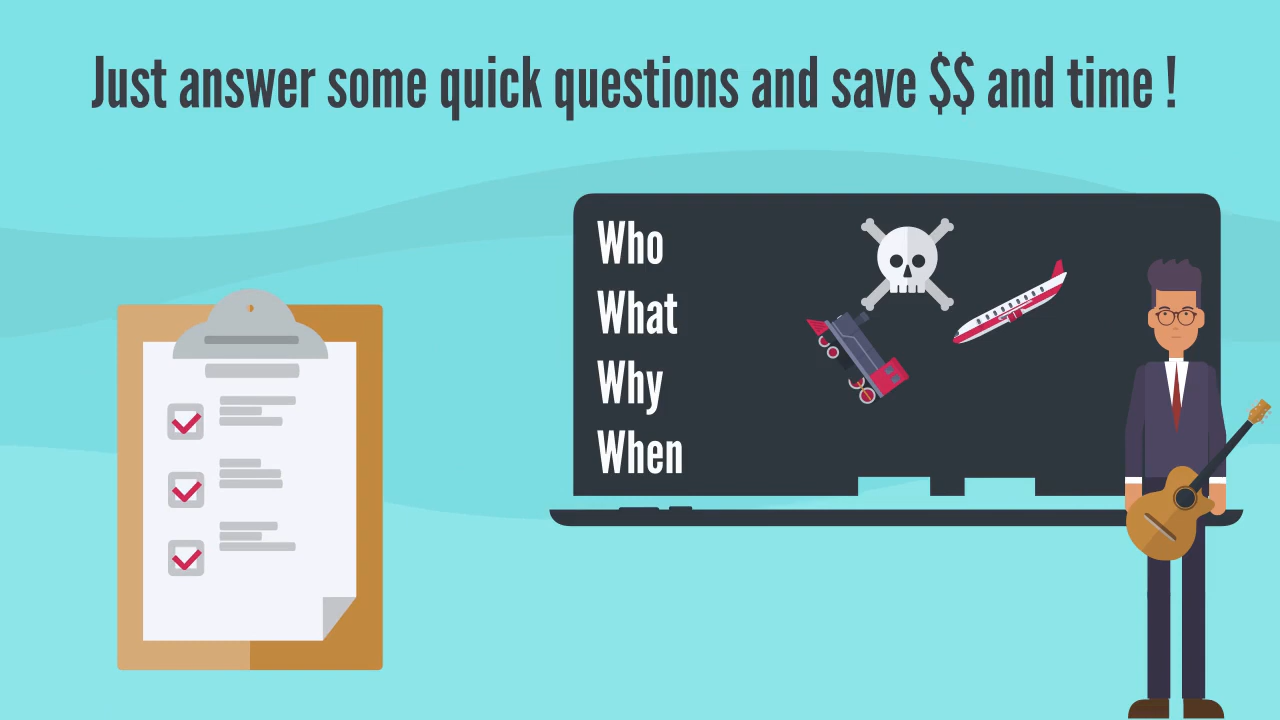 Just answer some quick questions and save $$ and time !
Who
What
Why
When